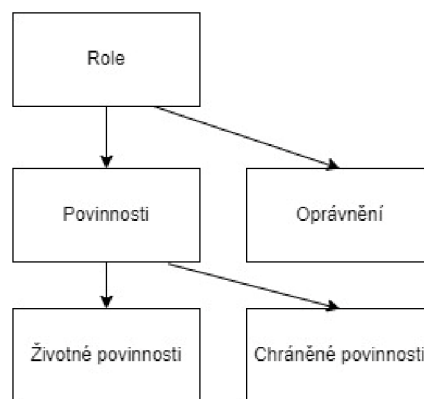 Role
Povinnosti
Oprávnění
Životné povinnosti
Chráněné povinnosti